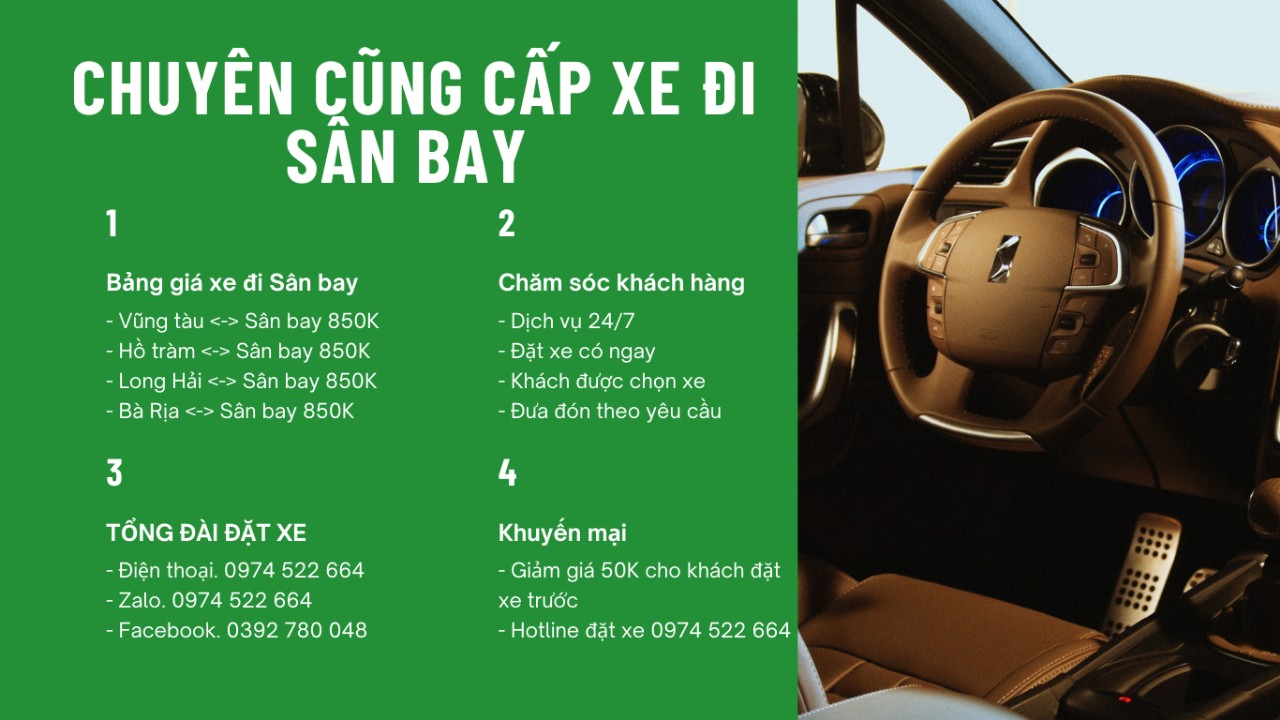 CHUYÊN CŨNG CẤP XE ĐI
SÂN BAY
1
Bảng giá xe đi Sân bay
- Vũng tàu <-> Sân bay 850K
- Hồ tràm <-> Sân bay 850K
- Long Hải <-> Sân bay 850K
- Bà Rịa <-> Sân bay 850K
2
Chăm sóc khách hàng
- Dịch vụ 24/7
- Đặt xe có ngay
- Khách được chọn xe
- Đưa đón theo yêu cầu
3
TỔNG ĐÀI ĐẶT XE
- Điện thoại. 0974 522 664
- Zalo. 0974 522 664
- Facebook. 0392 780 048
4
Khuyến mại
- Giảm giá 50K cho khách đặt
xe trước
- Hotline đặt xe 0974 522 664